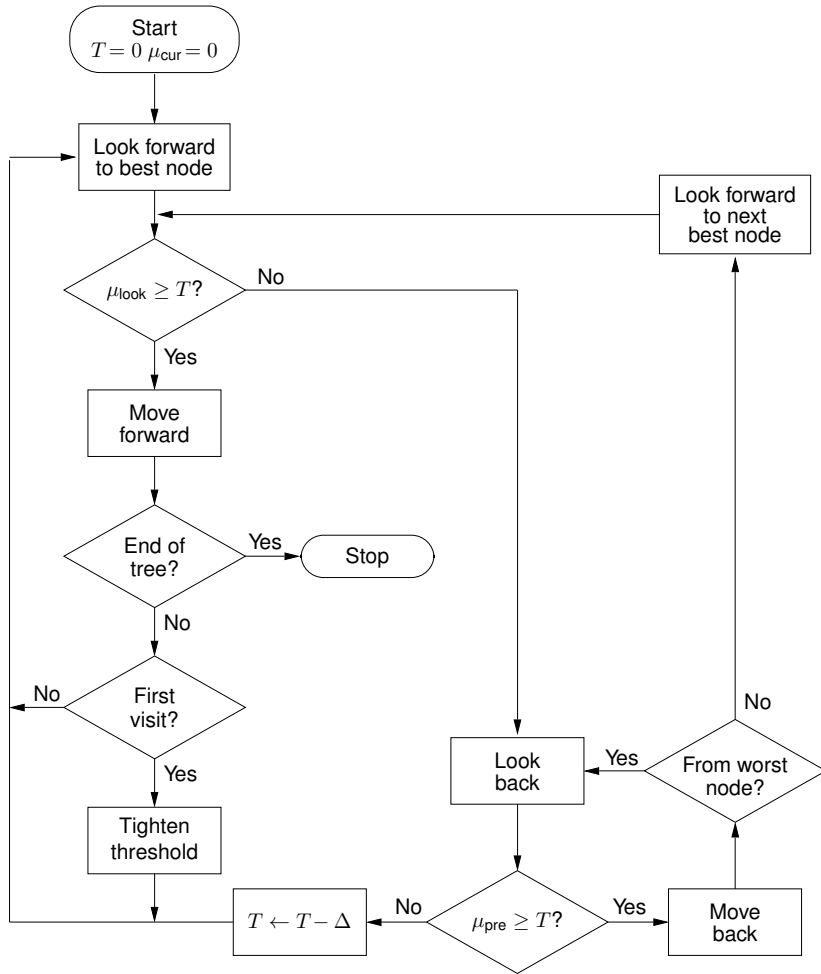 Start
T = 0 μcur = 0
Look forward
to best node
Look forward
to next
best node
μlook ≥ T?
No
Yes
Move
forward
End of
tree?
Yes
Stop
No
First
visit?
No
Yes
Tighten
threshold
Look
back
Yes
From worst
node?
No
T ← T − Δ
No
μpre ≥ T?
Yes
Move
back